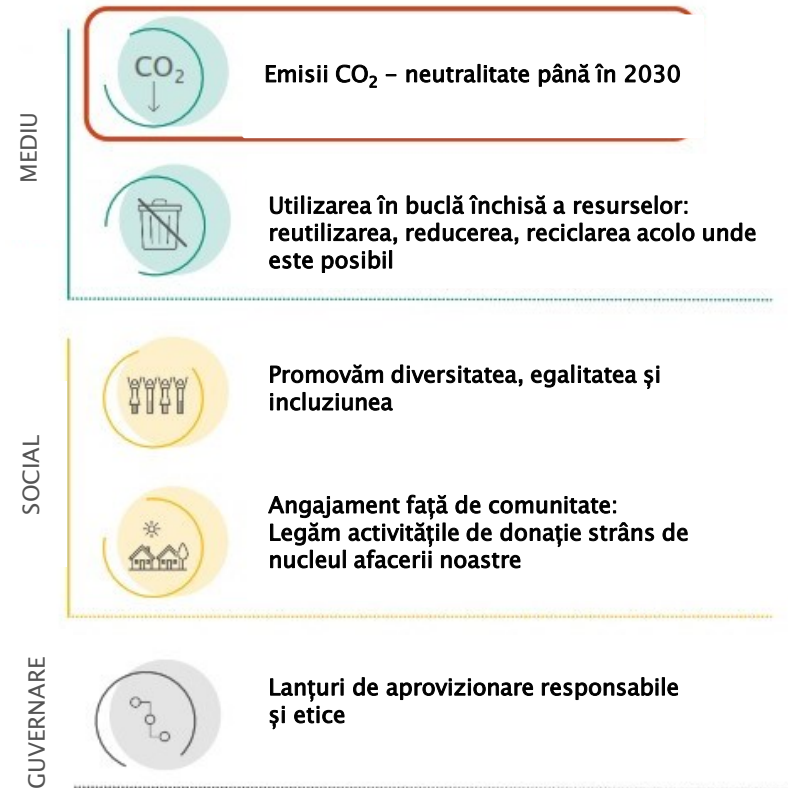 MEDIU
CO₂
Emisii CO₂ – neutralitate până în 2030
Utilizarea în buclă închisă a resurselor:
reutilizarea, reducerea, reciclarea acolo unde
este posibil
SOCIAL
Promovăm diversitatea, egalitatea și
incluziunea
Angajament față de comunitate:
Legăm activitățile de donație strâns de
nucleul afacerii noastre
GUVERNARE
Lanțuri de aprovizionare responsabile
și etice